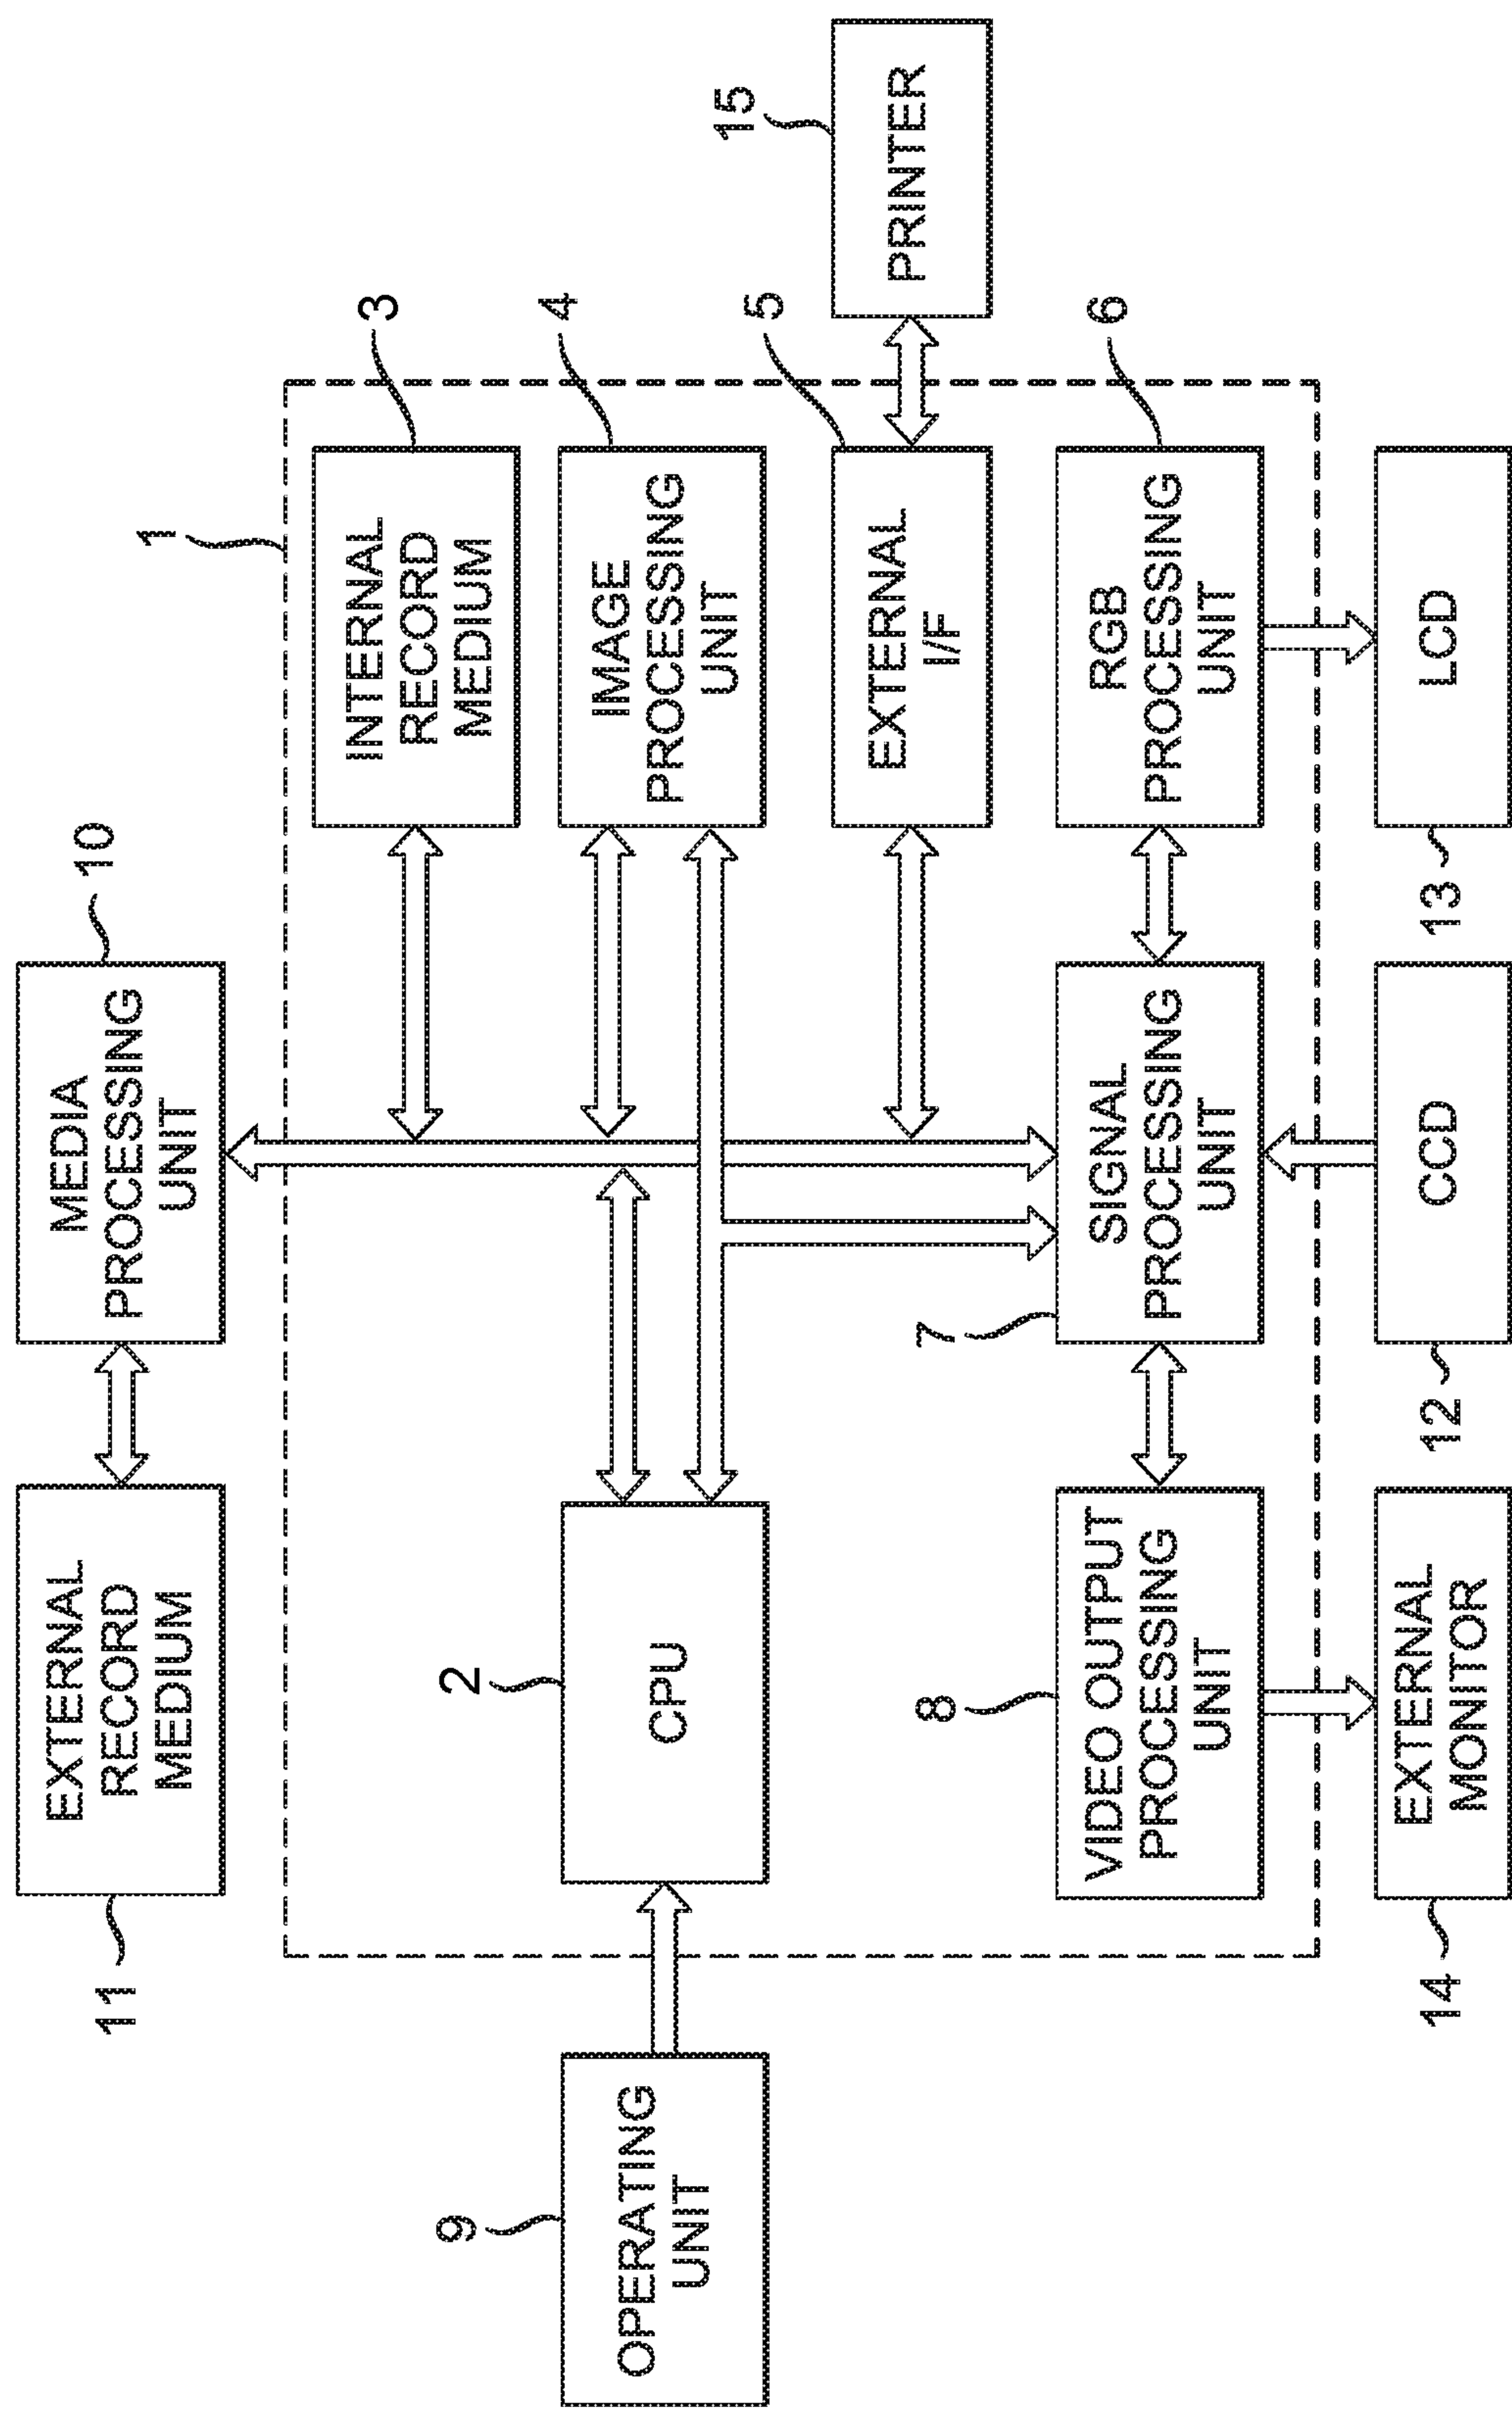 11
EXTERNAL
RECORD
MEDIUM
10
MEDIA
PROCESSING
UNIT
1
9
OPERATING
UNIT
2
CPU
3
INTERNAL
RECORD
MEDIUM
4
IMAGE
PROCESSING
UNIT
5
EXTERNAL
I/F
15
PRINTER
8
VIDEO OUTPUT
PROCESSING
UNIT
7
SIGNAL
PROCESSING
UNIT
6
RGB
PROCESSING
UNIT
14
EXTERNAL
MONITOR
12
CCD
13
LCD